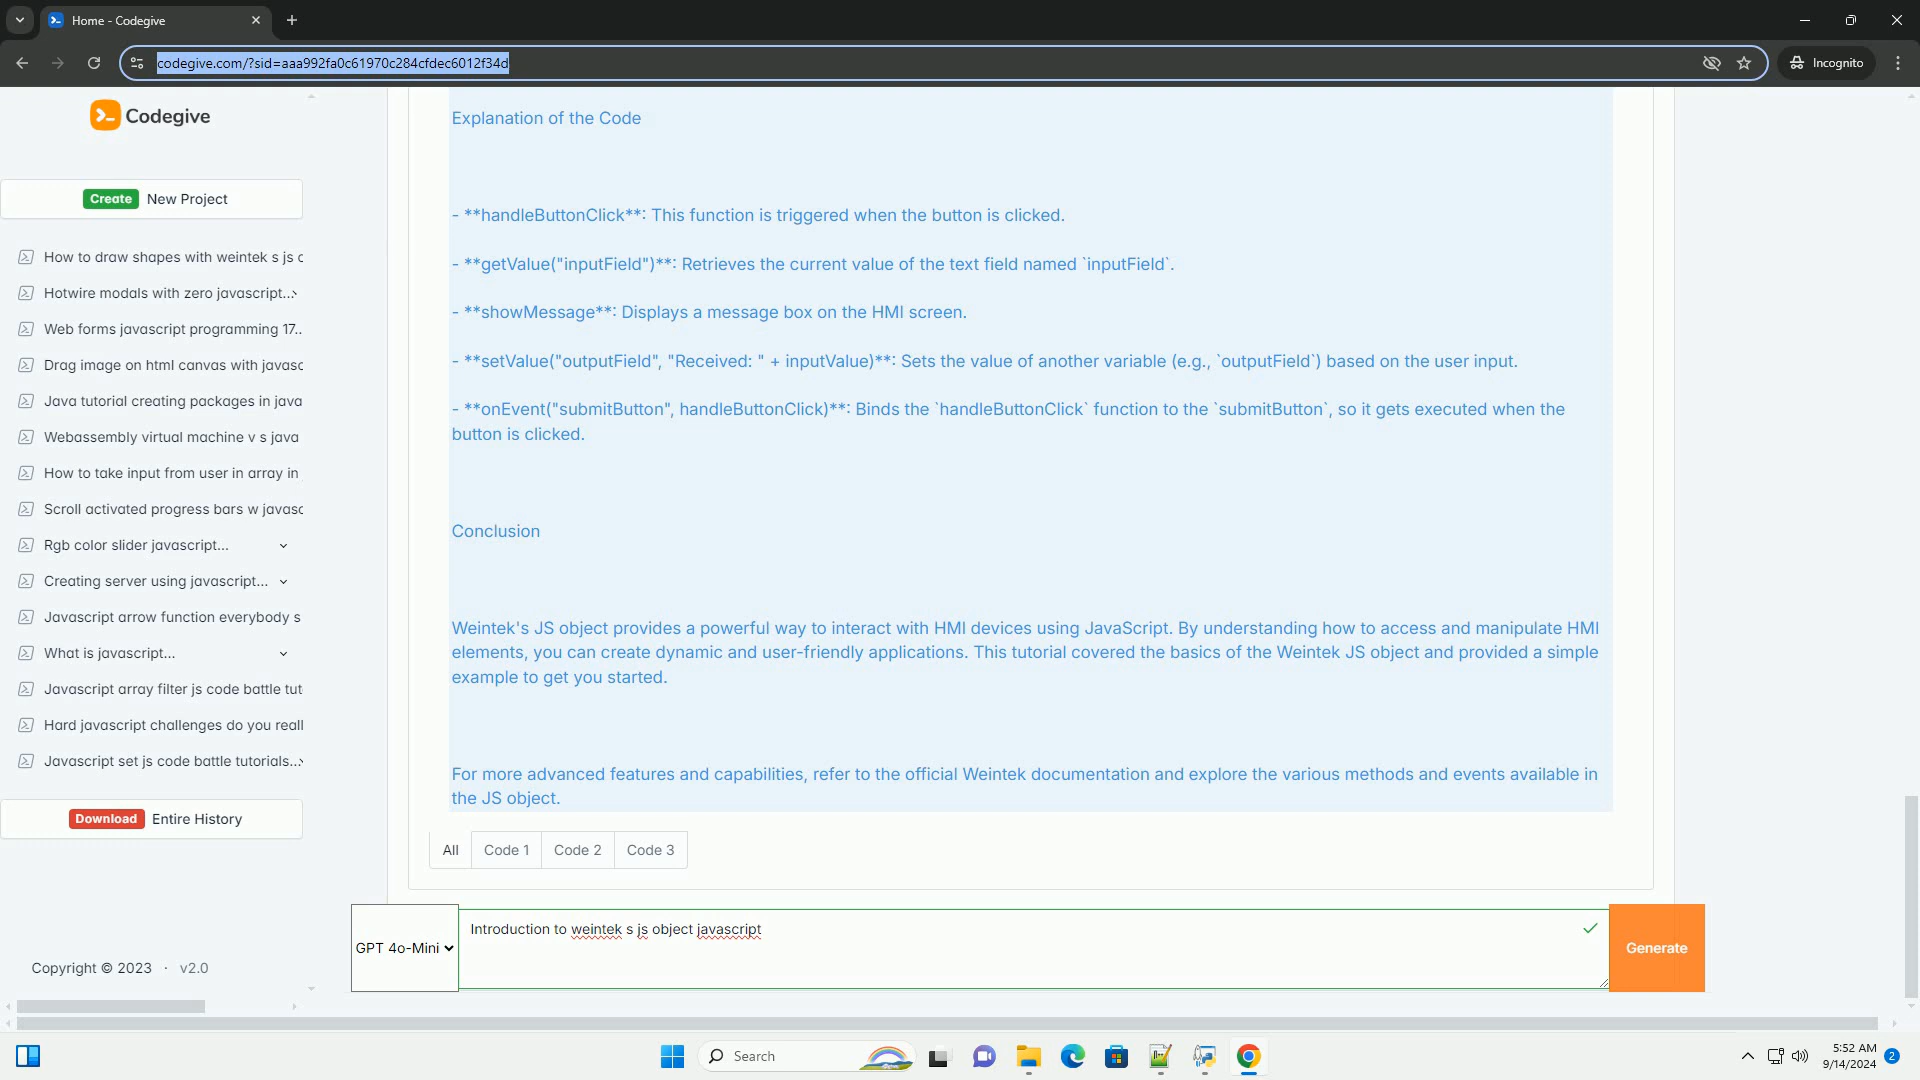 Home - Codegive
codegive.com/?sid=aaa992fa0c61970c284cfdec6012f34d
Incognito
Codegive
Create New Project
How to draw shapes with weintek s js c
Hotwire modals with zero javascript...
Web forms javascript programming 17..
Drag image on html canvas with javasc
Java tutorial creating packages in java
Webassembly virtual machine v s java
How to take input from user in array in
Scroll activated progress bars w javasc
Rgb color slider javascript...
Creating server using javascript...
Javascript arrow function everybody s
What is javascript...
Javascript array filter js code battle tut
Hard javascript challenges do you reall
Javascript set js code battle tutorials...
Download Entire History
Copyright © 2023 · v2.0
Explanation of the Code
- **handleButtonClick**: This function is triggered when the button is clicked.
- **getValue("inputField")**: Retrieves the current value of the text field named `inputField`.
- **showMessage**: Displays a message box on the HMI screen.
- **setValue("outputField", "Received: " + inputValue)**: Sets the value of another variable (e.g., `outputField`) based on the user input.
- **onEvent("submitButton", handleButtonClick)**: Binds the `handleButtonClick` function to the `submitButton`, so it gets executed when the
button is clicked.
Conclusion
Weintek's JS object provides a powerful way to interact with HMI devices using JavaScript. By understanding how to access and manipulate HMI
elements, you can create dynamic and user-friendly applications. This tutorial covered the basics of the Weintek JS object and provided a simple
example to get you started.
For more advanced features and capabilities, refer to the official Weintek documentation and explore the various methods and events available in
the JS object.
All Code 1 Code 2 Code 3
GPT 4o-Mini
Introduction to weintek s js object javascript
Generate
Search
5:52 AM
9/14/2024
2